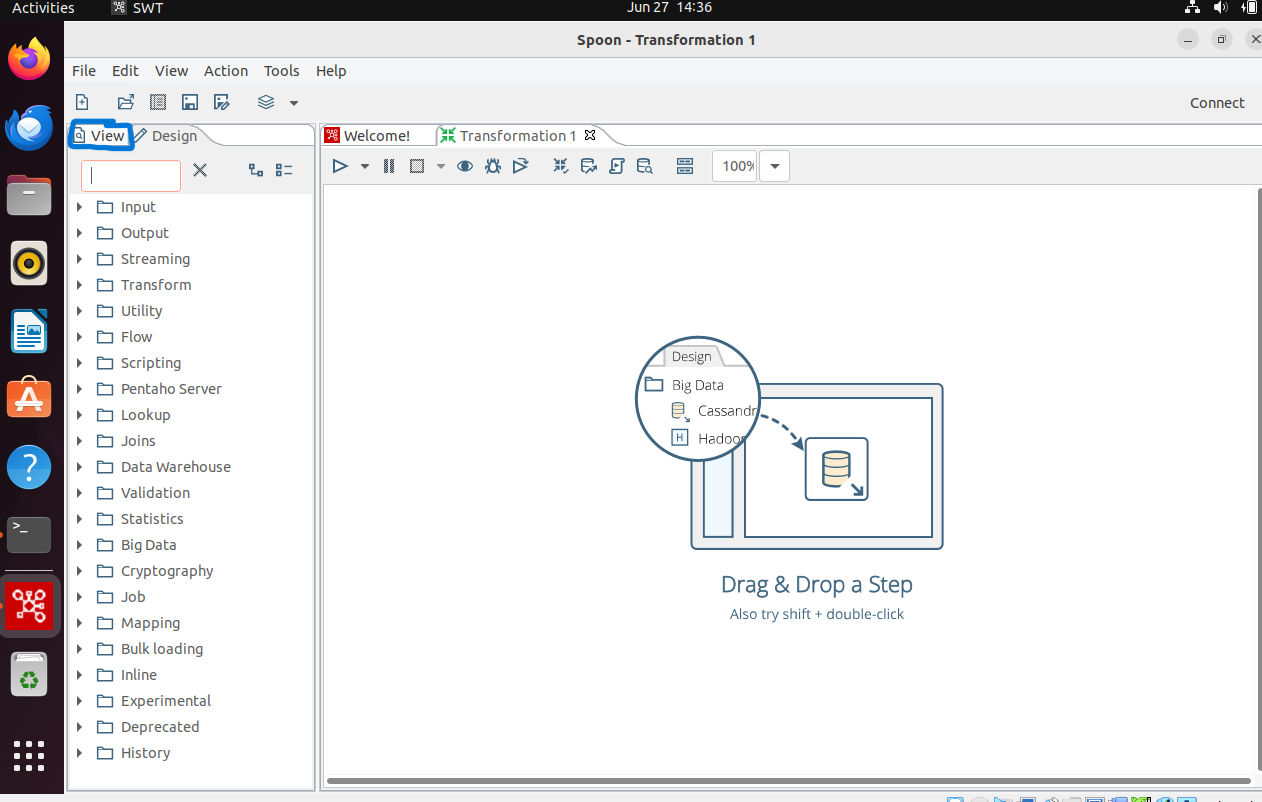 Activities SWT Jun 27 14:36
Spoon - Transformation 1
File Edit View Action Tools Help
Connect
View Design Welcome! Transformation 1
100%
Input
Output
Streaming
Transform
Utility
Flow
Scripting
Pentaho Server
Lookup
Joins
Data Warehouse
Validation
Statistics
Big Data
Cryptography
Job
Mapping
Bulk loading
Inline
Experimental
Deprecated
History
Design
Big Data
Cassandr
H Hadoop
Drag & Drop a Step
Also try shift + double-click